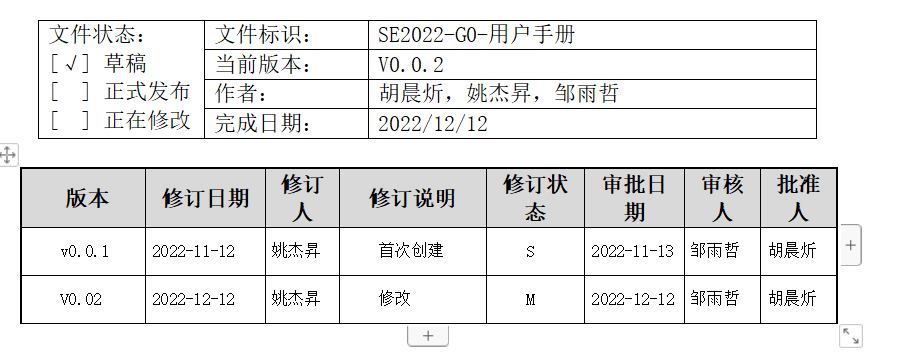 文件状态：
[√] 草稿
[ ] 正式发布
[ ] 正在修改
文件标识： SE2022-G0-用户手册
当前版本： V0.0.2
作者： 胡晨炘，姚杰昇，邹雨哲
完成日期： 2022/12/12
版本 修订日期 修订人 修订说明 修订状态 审批日期 审核人 批准人
v0.0.1 2022-11-12 姚杰昇 首次创建 S 2022-11-13 邹雨哲 胡晨炘
V0.02 2022-12-12 姚杰昇 修改 M 2022-12-12 邹雨哲 胡晨炘